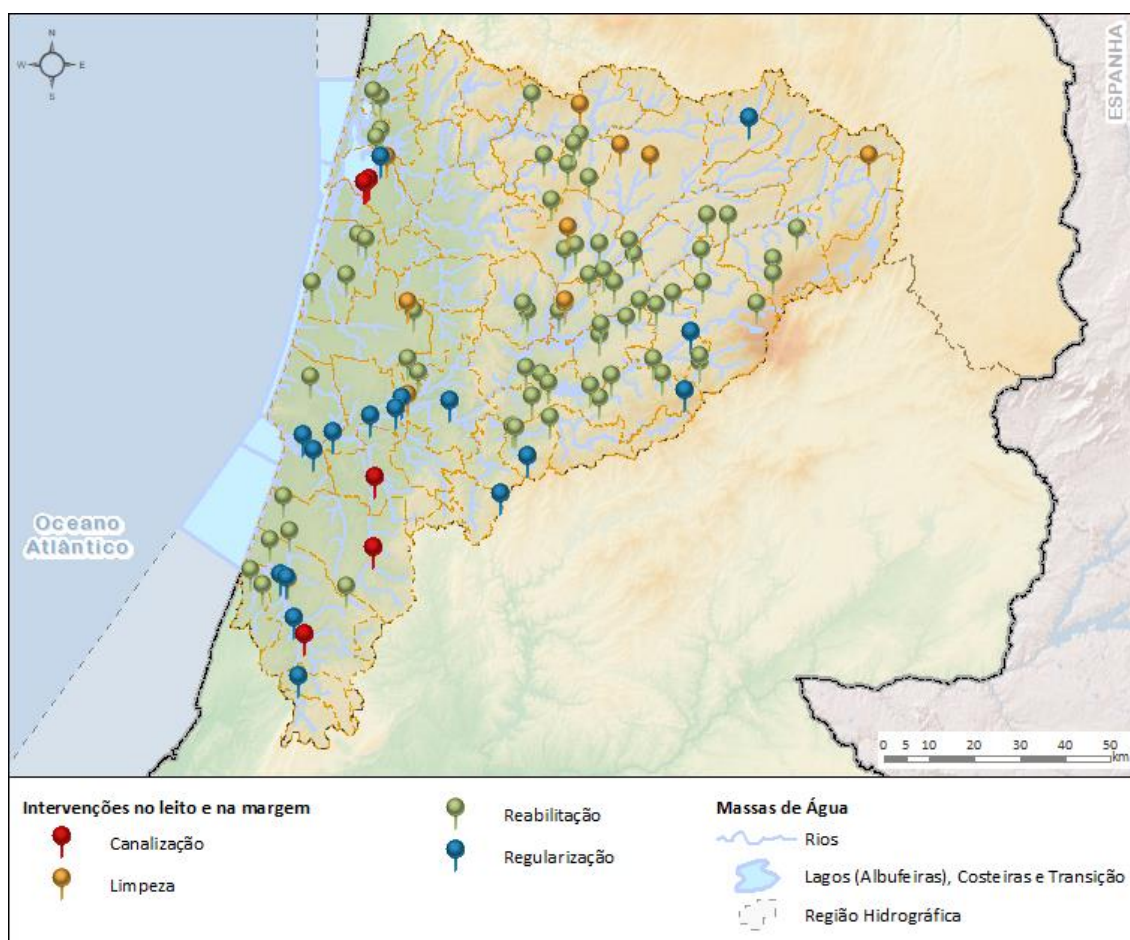 N
W E
S
ESPANHA
Oceano
Atlântico
0 5 10 20 30 40 50
km
Intervenções no leito e na margem
Canalização
Limpeza
Reabilitação
Regularização
Massas de Água
Rios
Lagos (Albufeiras), Costeiras e Transição
Região Hidrográfica